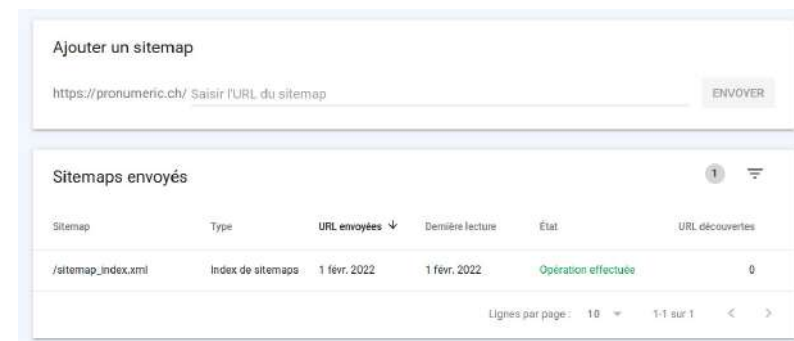 Ajouter un sitemap
https://pronumeric.ch/ Saisir l'URL du sitemap ENVOYER
Sitemaps envoyés 1
Sitemap Type URL envoyées Dernière lecture État URL découvertes
/sitemap_index.xml Index de sitemaps 1 févr. 2022 1 févr. 2022 Opération effectuée 0
Lignes par page : 10 1-1 sur 1